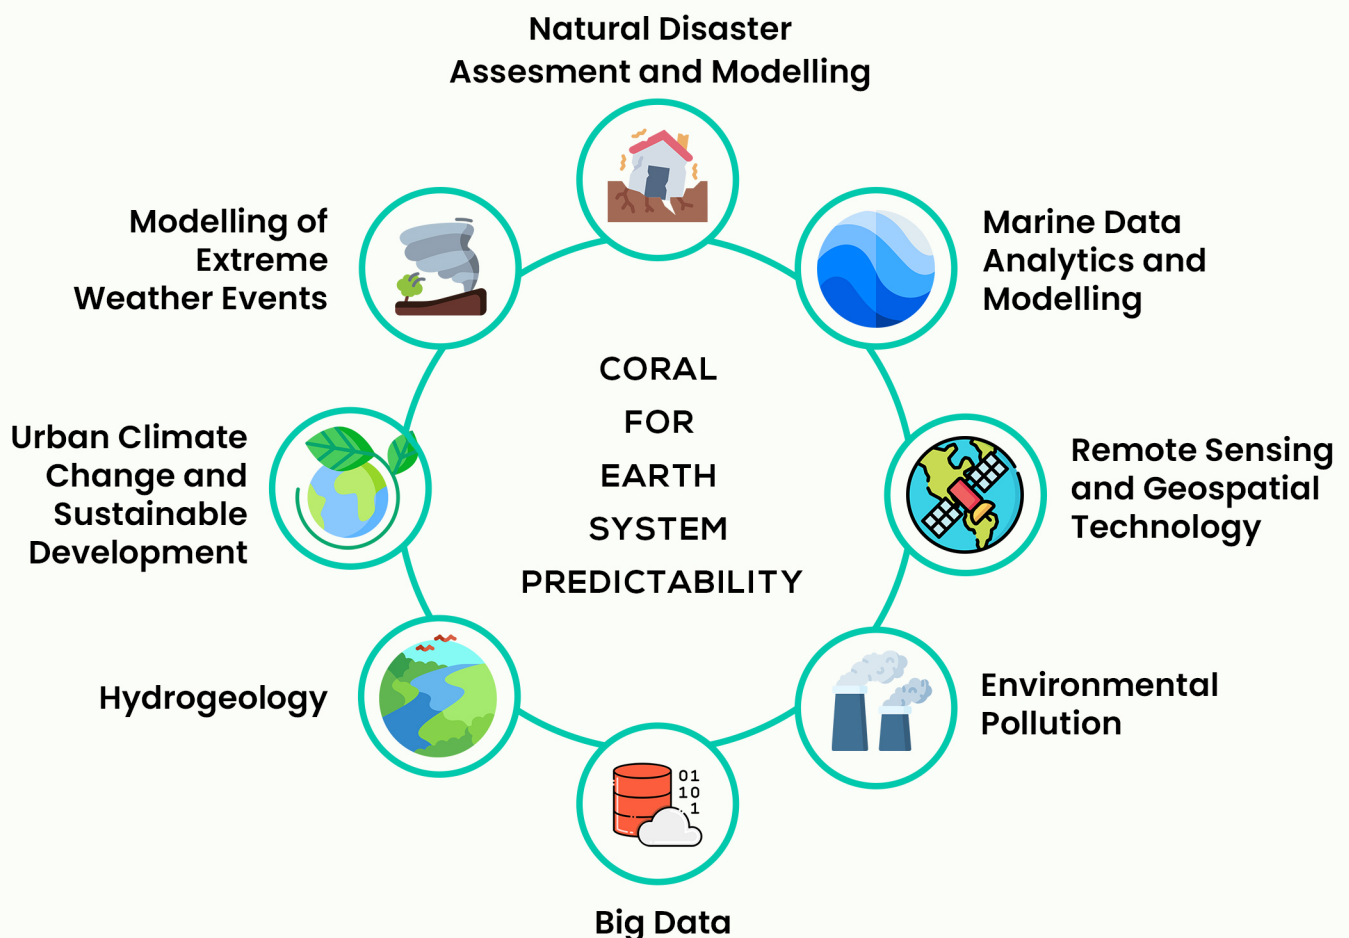 Natural Disaster
Assesment and Modelling
Modelling of
Extreme
Weather Events
Marine Data
Analytics and
Modelling
CORAL
FOR
EARTH
SYSTEM
PREDICTABILITY
Urban Climate
Change and
Sustainable
Development
Remote Sensing
and Geospatial
Technology
Hydrogeology
Environmental
Pollution
01
10
1
Big Data